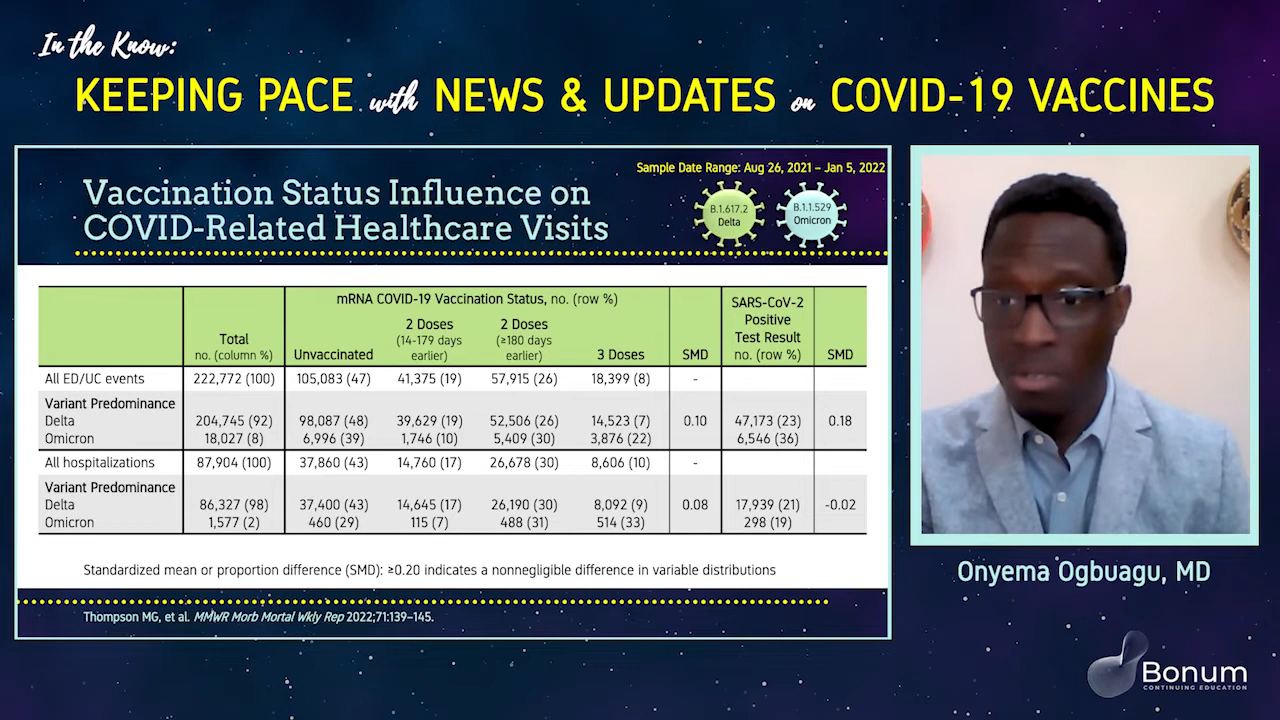 In the Know:
KEEPING PACE with NEWS & UPDATES on COVID-19 VACCINES
Sample Date Range: Aug 26, 2021 – Jan 5, 2022
Vaccination Status Influence on
COVID-Related Healthcare Visits
B.1.617.2
Delta
B.1.1.529
Omicron
mRNA COVID-19 Vaccination Status, no. (row %)
Total
no. (column %)
Unvaccinated
2 Doses
(14-179 days
earlier)
2 Doses
(≥180 days
earlier)
3 Doses
SMD
SARS-CoV-2
Positive
Test Result
no. (row %)
SMD
All ED/UC events 222,772 (100) 105,083 (47) 41,375 (19) 57,915 (26) 18,399 (8) -
Variant Predominance
Delta 204,745 (92) 98,087 (48) 39,629 (19) 52,506 (26) 14,523 (7) 0.10 47,173 (23) 0.18
Omicron 18,027 (8) 6,996 (39) 1,746 (10) 5,409 (30) 3,876 (22) 6,546 (36)
All hospitalizations 87,904 (100) 37,860 (43) 14,760 (17) 26,678 (30) 8,606 (10) -
Variant Predominance
Delta 86,327 (98) 37,400 (43) 14,645 (17) 26,190 (30) 8,092 (9) 0.08 17,939 (21) -0.02
Omicron 1,577 (2) 460 (29) 115 (7) 488 (31) 514 (33) 298 (19)
Standardized mean or proportion difference (SMD): ≥0.20 indicates a nonnegligible difference in variable distributions
Thompson MG, et al. MMWR Morb Mortal Wkly Rep 2022;71:139–145.
Onyema Ogbuagu, MD
Bonum
CONTINUING EDUCATION